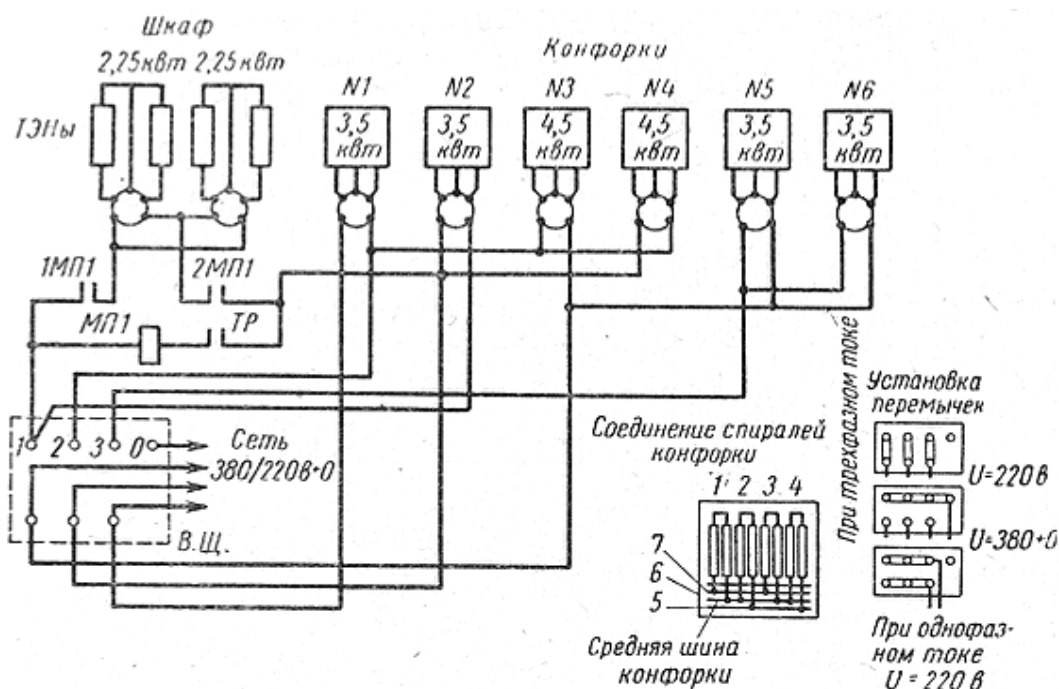 Шкаф
2,25квт 2,25квт
ТЭНы
Конфорки
N1 N2 N3 N4 N5 N6
3,5 квт
3,5 квт
4,5 квт
4,5 квт
3,5 квт
3,5 квт
1МП1
2МП1
МП1
ТР
1 2 3 0
Сеть
380/220в+0
В.Щ.
Соединение спиралей
конфорки
1 2 3 4
7
6
5
Средняя шина
конфорки
При трехфазном токе
Установка
перемычек
U=220в
U=380+0
При однофаз-
ном токе
U = 220 в